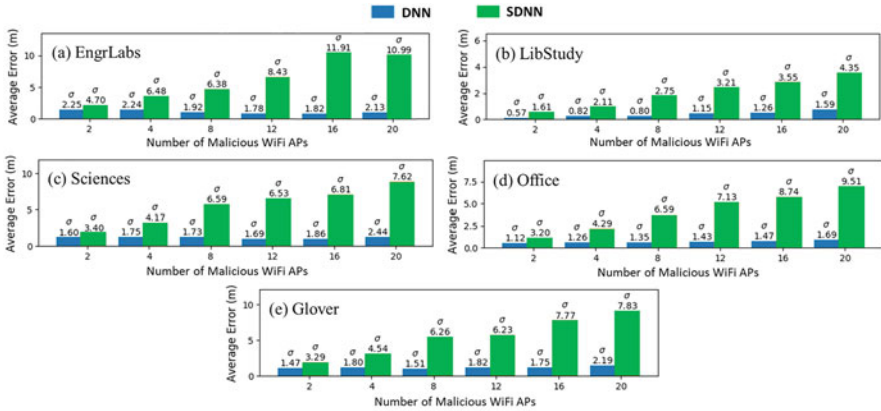 DNN SDNN
(a) EngrLabs
Average Error (m)
10
5
0
σ σ σ σ σ σ σ σ σ σ σ σ
2.25 4.70 2.24 6.48 1.92 6.38 1.78 8.43 1.82 11.91 2.13 10.99
2 4 8 12 16 20
Number of Malicious WiFi APs
(b) LibStudy
Average Error (m)
6
4
2
0
σ σ σ σ σ σ σ σ σ σ σ σ
0.57 1.61 0.82 2.11 0.80 2.75 1.15 3.21 1.26 3.55 1.59 4.35
2 4 8 12 16 20
Number of Malicious WiFi APs
(c) Sciences
Average Error (m)
10
5
0
σ σ σ σ σ σ σ σ σ σ σ σ
1.60 3.40 1.75 4.17 1.73 6.59 1.69 6.53 1.86 6.81 2.44 7.62
2 4 8 12 16 20
Number of Malicious WiFi APs
(d) Office
Average Error (m)
7.5
5.0
2.5
0.0
σ σ σ σ σ σ σ σ σ σ σ σ
1.12 3.20 1.26 4.29 1.35 6.59 1.43 7.13 1.47 8.74 1.69 9.51
2 4 8 12 16 20
Number of Malicious WiFi APs
(e) Glover
Average Error (m)
10
5
0
σ σ σ σ σ σ σ σ σ σ σ σ
1.47 3.29 1.80 4.54 1.51 6.26 1.82 6.23 1.75 7.77 2.19 7.83
2 4 8 12 16 20
Number of Malicious WiFi APs